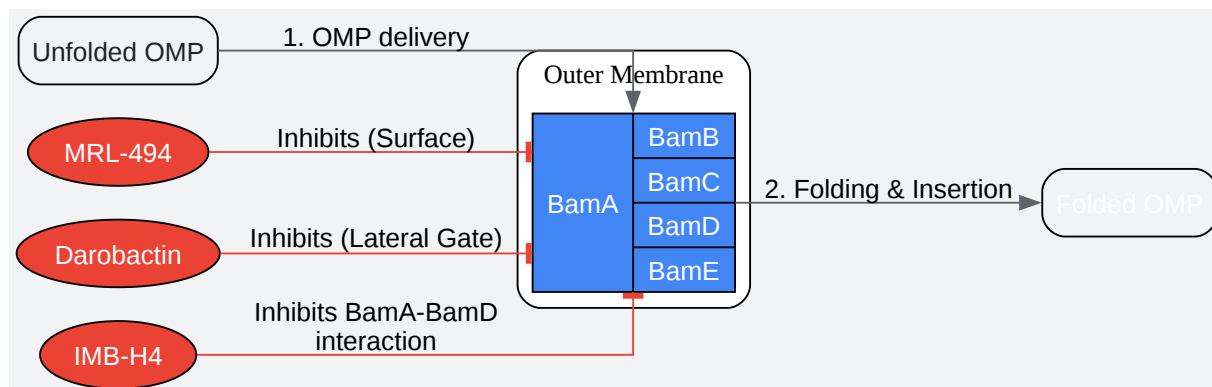 Unfolded OMP
1. OMP delivery
Outer Membrane
MRL-494
Inhibits (Surface)
BamA
BamB
BamC
BamD
BamE
2. Folding & Insertion
Folded OMP
Darobactin
Inhibits (Lateral Gate)
IMB-H4
Inhibits BamA-BamD
interaction